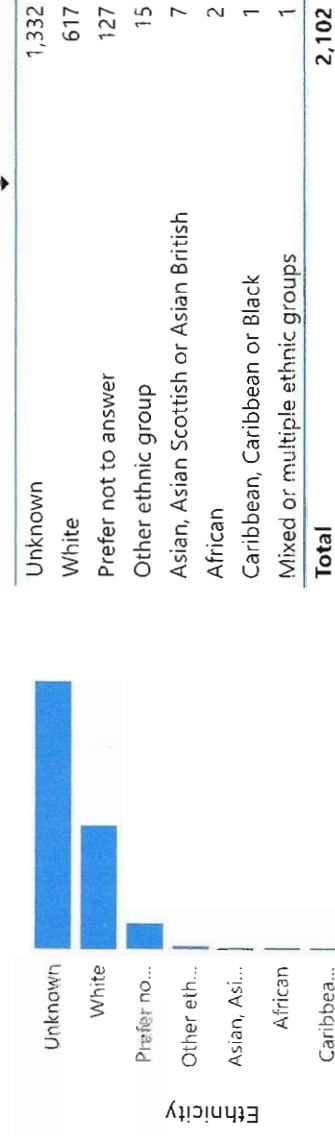 Ethnicity
Unknown
White
Prefer no...
Other eth...
Asian, Asi...
African
Caribbea...
Unknown 1,332
White 617
Prefer not to answer 127
Other ethnic group 15
Asian, Asian Scottish or Asian British 7
African 2
Caribbean, Caribbean or Black 1
Mixed or multiple ethnic groups 1
Total 2,102